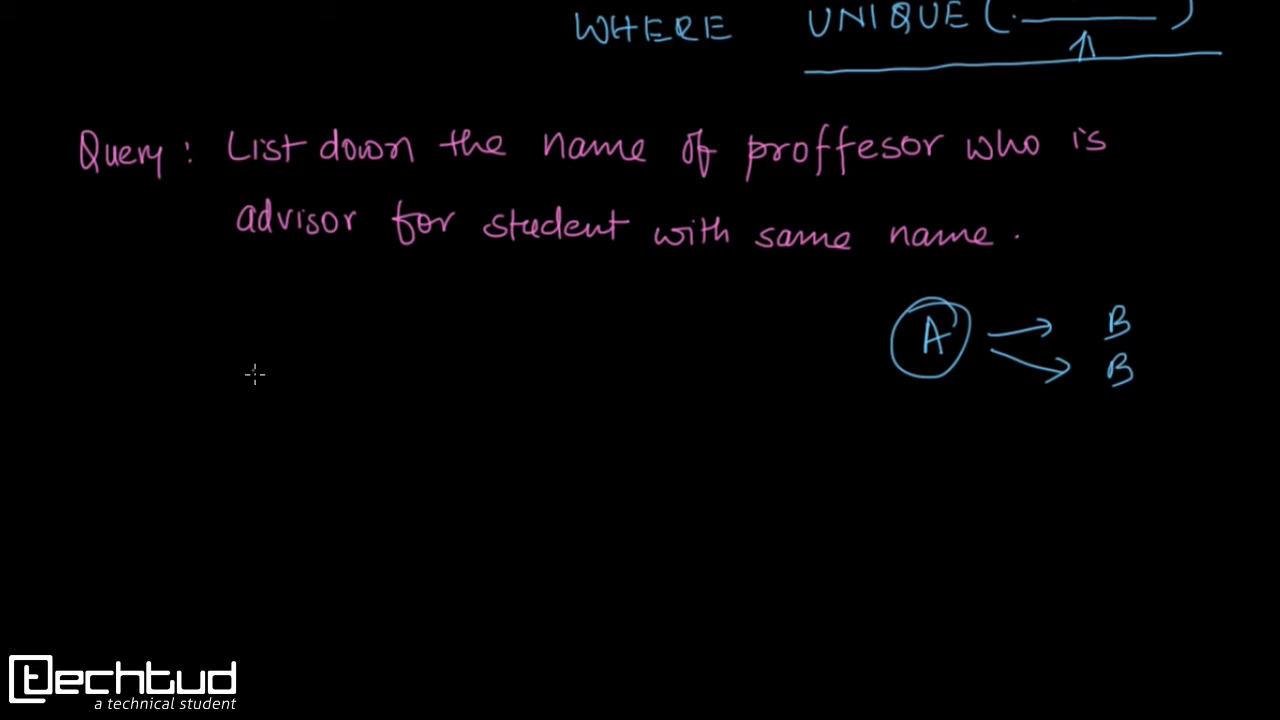 WHERE UNIQUE( )
Query: List down the name of proffesor who is
advisor for student with same name.
A B
B
techtud
a technical student